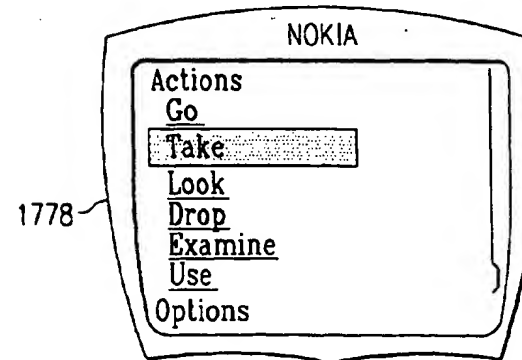 NOKIA
Actions
Go
Take
Look
Drop
Examine
Use
Options
1778